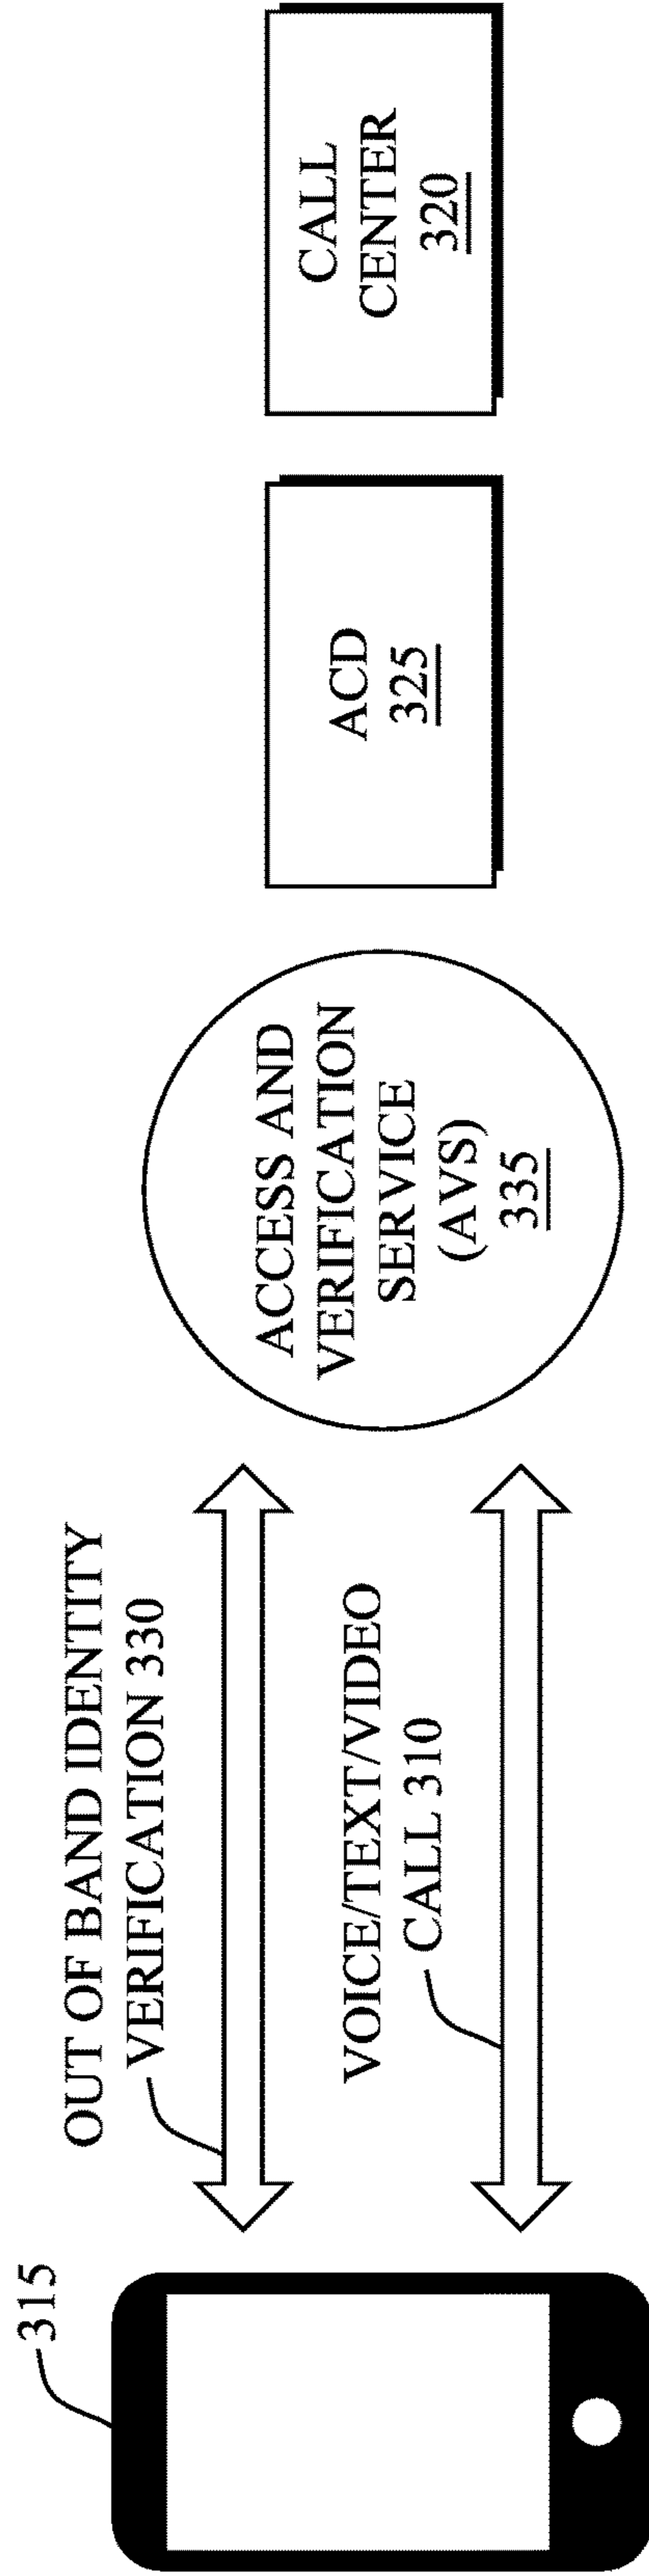 315
OUT OF BAND IDENTITY
VERIFICATION 330
VOICE/TEXT/VIDEO
CALL 310
ACCESS AND
VERIFICATION
SERVICE
(AVS)
335
ACD
325
CALL
CENTER
320